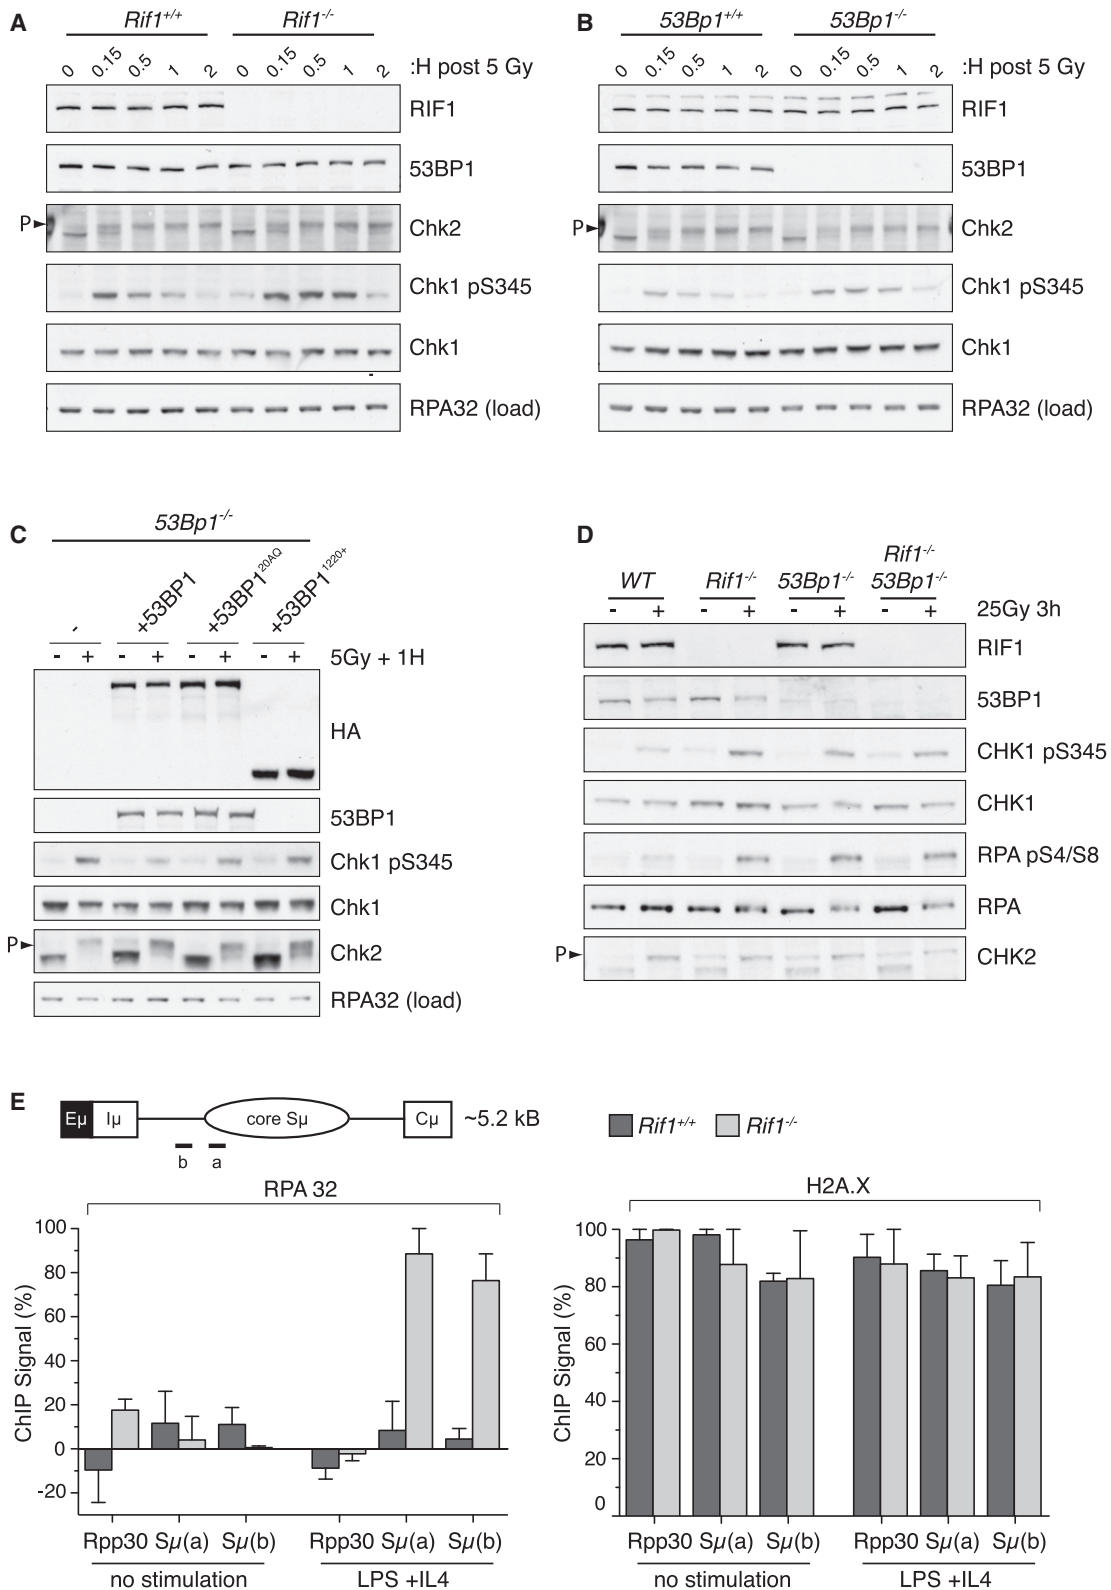 A
Rif1+/+ Rif1-/-
0 0.15 0.5 1 2 0 0.15 0.5 1 2 :H post 5 Gy
RIF1
53BP1
P Chk2
Chk1 pS345
Chk1
RPA32 (load)
B
53Bp1+/+ 53Bp1-/-
0 0.15 0.5 1 2 0 0.15 0.5 1 2 :H post 5 Gy
RIF1
53BP1
P Chk2
Chk1 pS345
Chk1
RPA32 (load)
C
53Bp1-/-
- +53BP1 +53BP1 20AQ +53BP1 1220+
- + - + - + - + 5Gy + 1H
HA
53BP1
Chk1 pS345
Chk1
P Chk2
RPA32 (load)
D
WT Rif1-/- 53Bp1-/- Rif1-/- 53Bp1-/-
- + - + - + - + 25Gy 3h
RIF1
53BP1
CHK1 pS345
CHK1
RPA pS4/S8
RPA
P CHK2
E
Eμ Iμ core Sμ Cμ ~5.2 kB
b a
Rif1+/+ Rif1-/-
RPA 32
ChIP Signal (%)
100
80
60
40
20
0
-20
Rpp30 Sμ(a) Sμ(b) Rpp30 Sμ(a) Sμ(b)
no stimulation LPS +IL4
H2A.X
ChIP Signal (%)
100
80
60
40
20
0
Rpp30 Sμ(a) Sμ(b) Rpp30 Sμ(a) Sμ(b)
no stimulation LPS +IL4